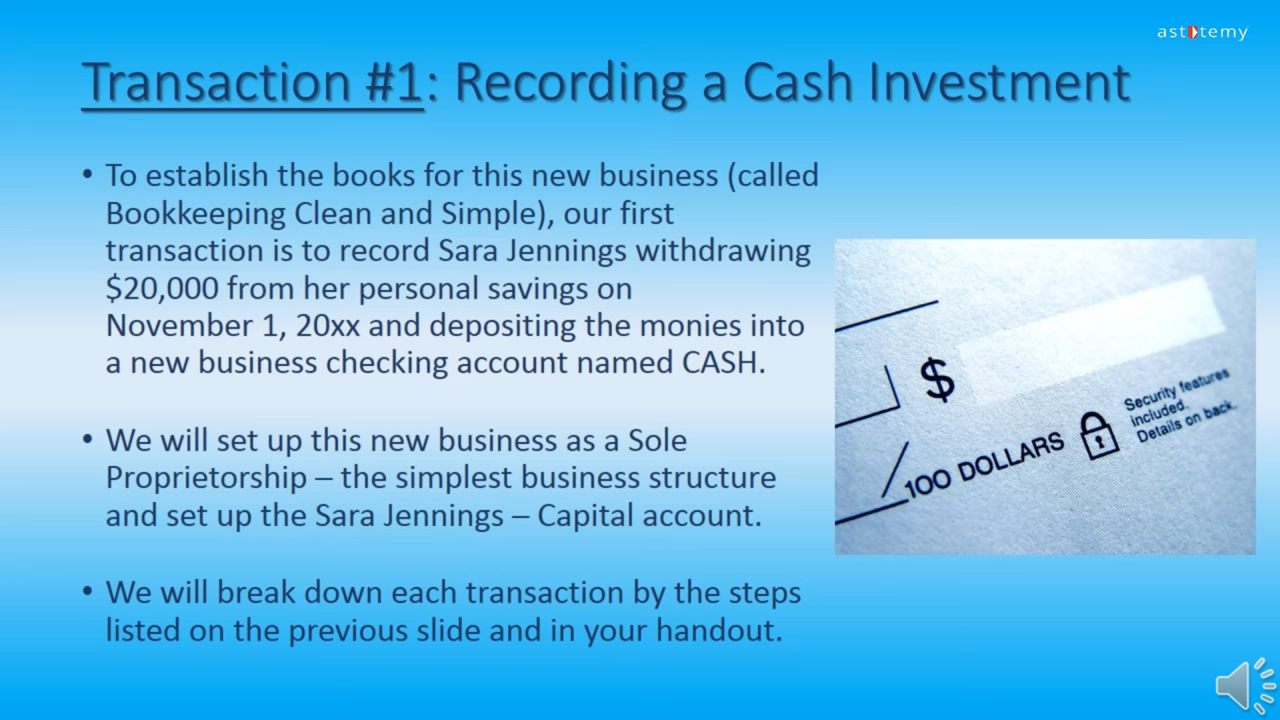 astotemy
Transaction #1: Recording a Cash Investment
• To establish the books for this new business (called
Bookkeeping Clean and Simple), our first
transaction is to record Sara Jennings withdrawing
$20,000 from her personal savings on
November 1, 20xx and depositing the monies into
a new business checking account named CASH.
• We will set up this new business as a Sole
Proprietorship – the simplest business structure
and set up the Sara Jennings – Capital account.
• We will break down each transaction by the steps
listed on the previous slide and in your handout.
$
/100 DOLLARS
Security features
included.
Details on back.